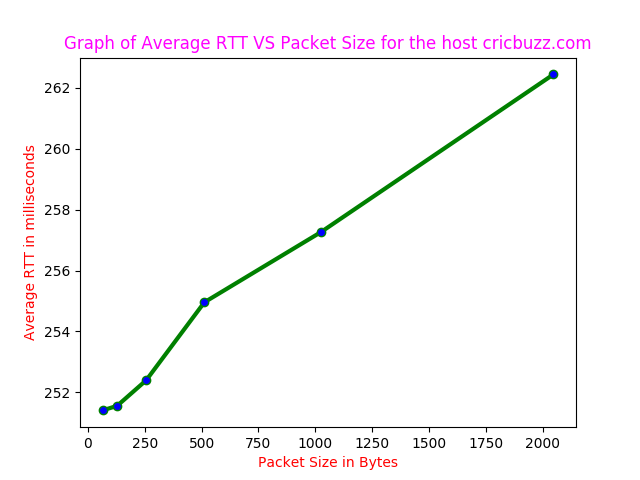 Graph of Average RTT VS Packet Size for the host cricbuzz.com
Average RTT in milliseconds
262
260
258
256
254
252
0 250 500 750 1000 1250 1500 1750 2000
Packet Size in Bytes